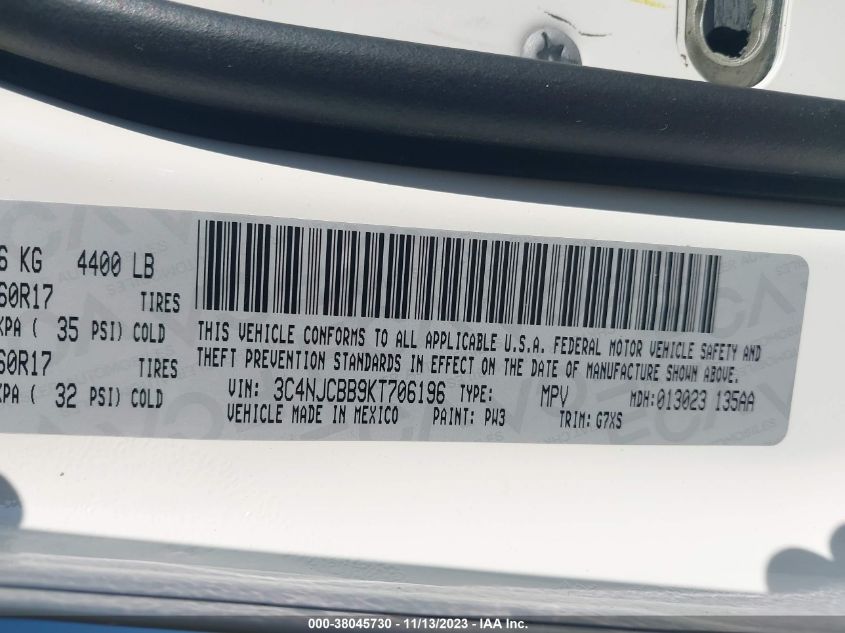 6 KG 4400 LB
60R17 TIRES
KPA ( 35 PSI) COLD
60R17 TIRES
KPA ( 32 PSI) COLD
THIS VEHICLE CONFORMS TO ALL APPLICABLE U.S.A. FEDERAL MOTOR VEHICLE SAFETY AND
THEFT PREVENTION STANDARDS IN EFFECT ON THE DATE OF MANUFACTURE SHOWN ABOVE.
VIN: 3C4NJCBB9KT706196 TYPE: MPV MDH:013023 135AA
VEHICLE MADE IN MEXICO PAINT: PW3 TRIM: G7XS
000-38045730 - 11/13/2023 - IAA Inc.